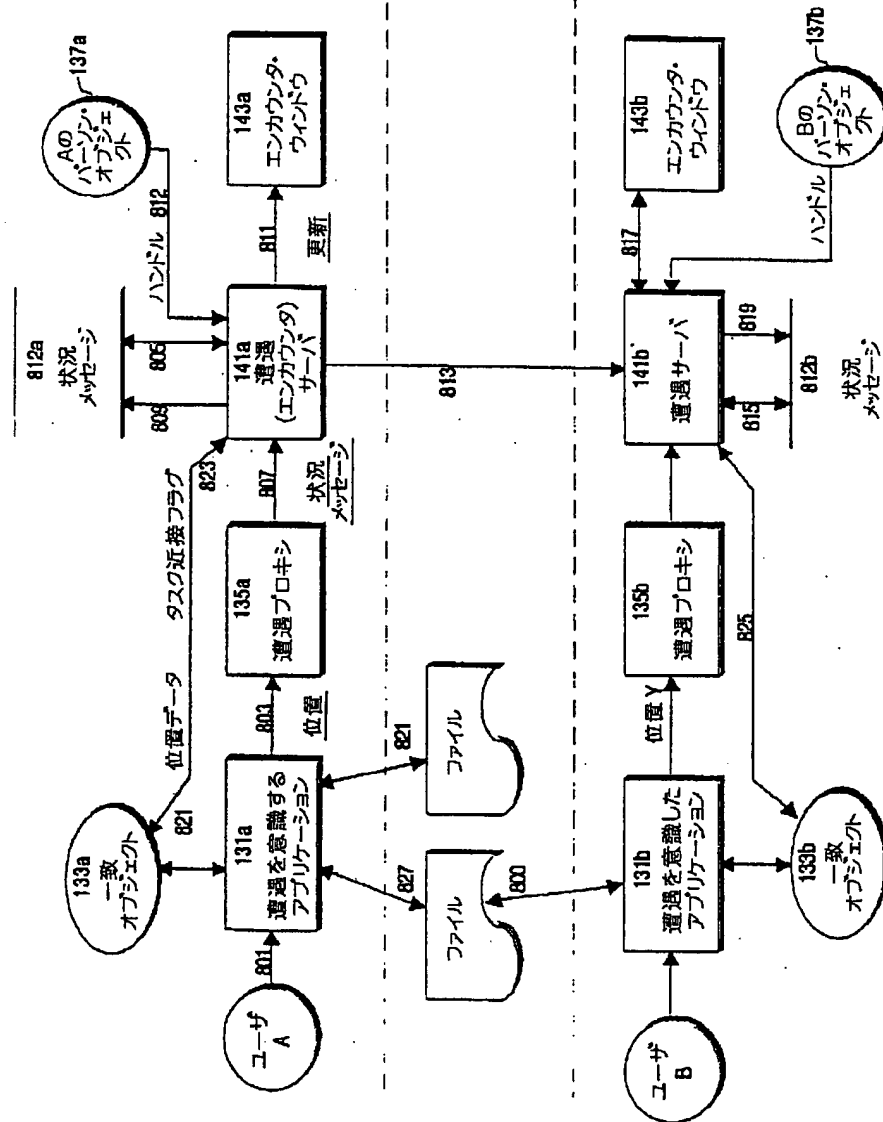 812a
状況
メッセージ
Aの
パーソン・
オブジェ
クト
137a
809
805
ハンドル
812
位置データ
タスク近接フラグ
821
823
133a
一致
オブジェクト
ユーザ
A
801
131a
遭遇を意識する
アプリケーション
803
位置
135a
遭遇プロキシ
807
状況
メッセージ
141a
遭遇
(エンカウンタ)
サーバ
811
更新
143a
エンカウンタ・
ウィンドウ
827
821
ファイル
ファイル
800
813
ユーザ
B
131b
遭遇を意識した
アプリケーション
位置 γ
135b
遭遇プロキシ
141b
遭遇サーバ
817
143b
エンカウンタ・
ウィンドウ
133b
一致
オブジェクト
825
815
819
812b
状況
メッセージ
ハンドル
Bの
パーソン・
オブジェ
クト
137b